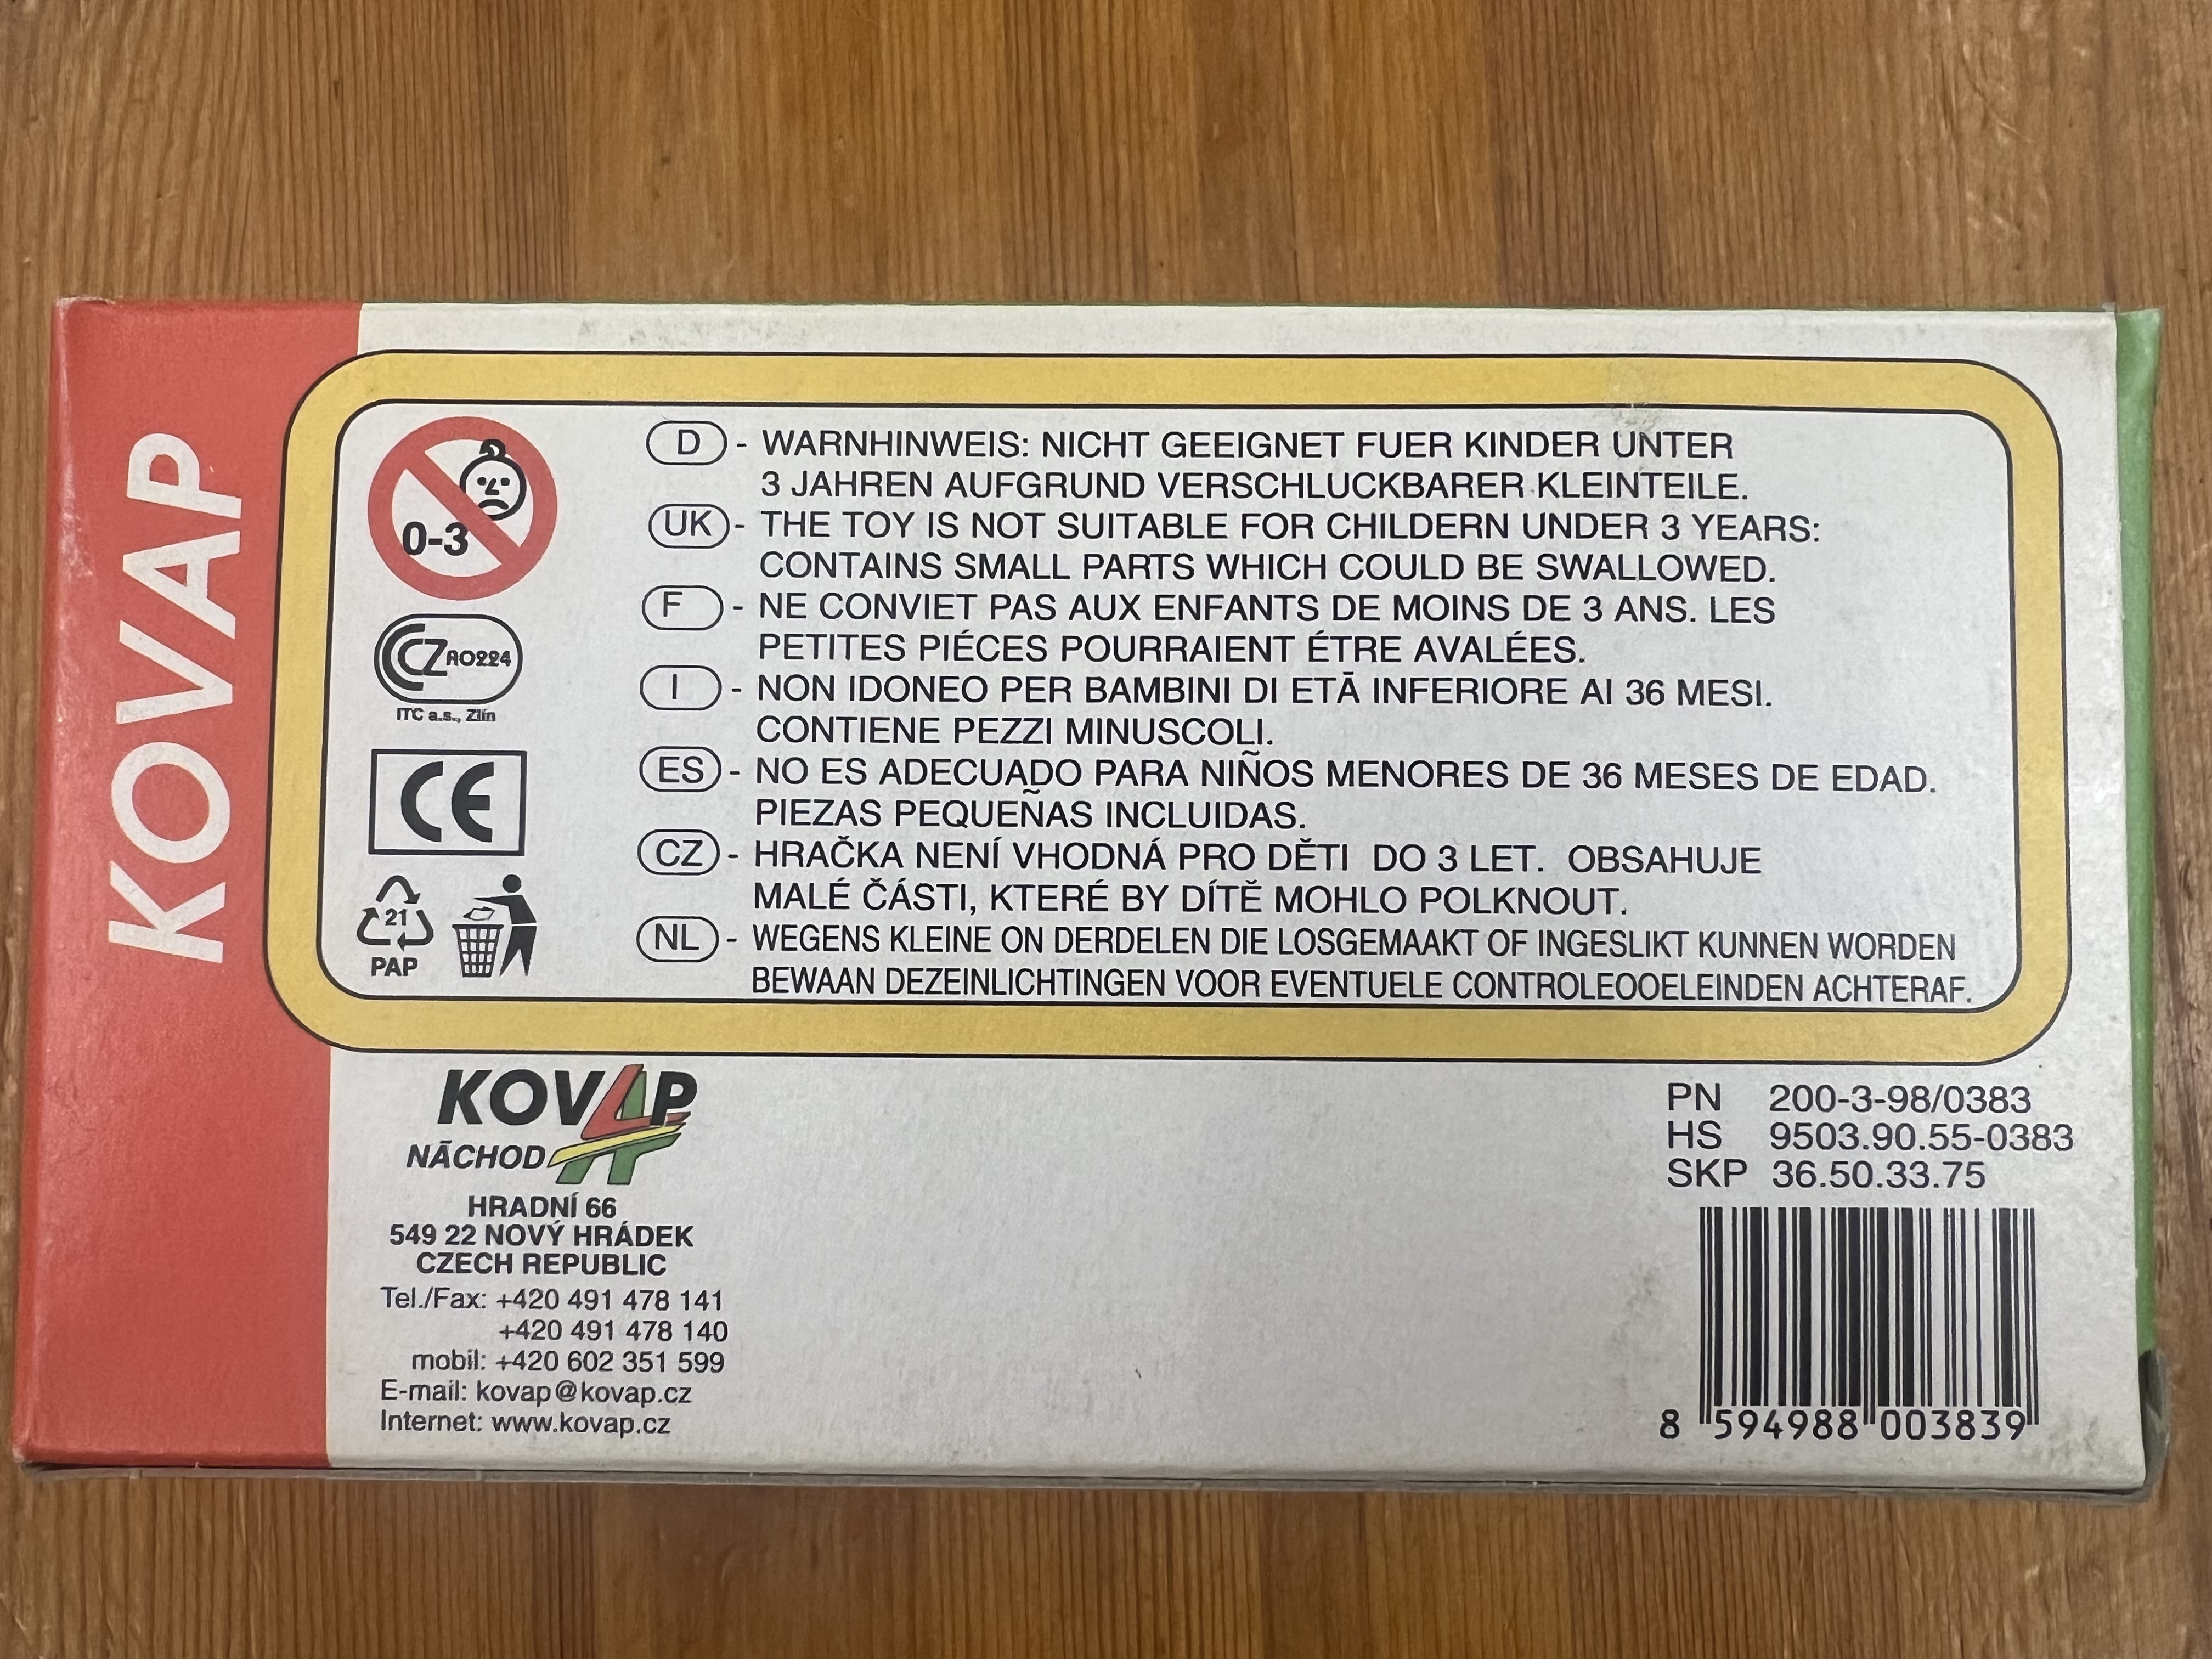 KOVAP
0-3
CZ AO224
ITC a.s., Zlín
CE
21
PAP
D - WARNHINWEIS: NICHT GEEIGNET FUER KINDER UNTER
3 JAHREN AUFGRUND VERSCHLUCKBARER KLEINTEILE.
UK - THE TOY IS NOT SUITABLE FOR CHILDERN UNDER 3 YEARS:
CONTAINS SMALL PARTS WHICH COULD BE SWALLOWED.
F - NE CONVIET PAS AUX ENFANTS DE MOINS DE 3 ANS. LES
PETITES PIÉCES POURRAIENT ÉTRE AVALÉES.
I - NON IDONEO PER BAMBINI DI ETĀ INFERIORE AI 36 MESI.
CONTIENE PEZZI MINUSCOLI.
ES - NO ES ADECUADO PARA NIÑOS MENORES DE 36 MESES DE EDAD.
PIEZAS PEQUEÑAS INCLUIDAS.
CZ - HRAČKA NENÍ VHODNÁ PRO DĚTI DO 3 LET. OBSAHUJE
MALÉ ČÁSTI, KTERÉ BY DÍTĚ MOHLO POLKNOUT.
NL - WEGENS KLEINE ON DERDELEN DIE LOSGEMAAKT OF INGESLIKT KUNNEN WORDEN
BEWAAN DEZEINLICHTINGEN VOOR EVENTUELE CONTROLEOOELEINDEN ACHTERAF.
KOVAP
NÁCHOD
HRADNÍ 66
549 22 NOVÝ HRÁDEK
CZECH REPUBLIC
Tel./Fax: +420 491 478 141
+420 491 478 140
mobil: +420 602 351 599
E-mail: kovap@kovap.cz
Internet: www.kovap.cz
PN 200-3-98/0383
HS 9503.90.55-0383
SKP 36.50.33.75
8 594988 003839